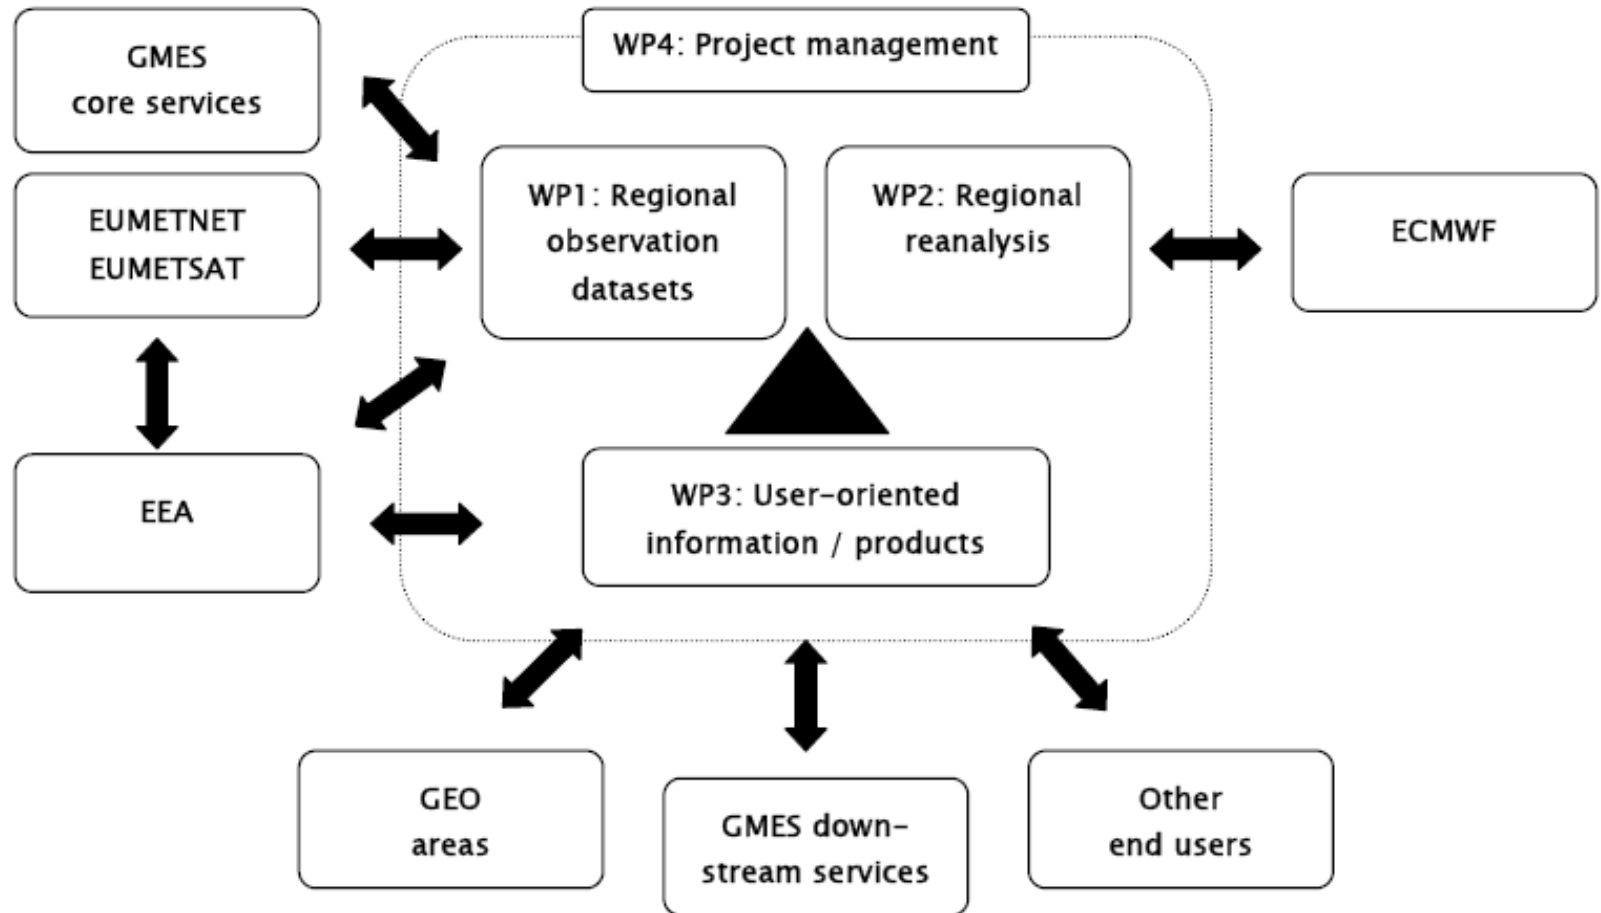 GMES
core services
WP4: Project management
EUMETNET
EUMETSAT
WP1: Regional
observation
datasets
WP2: Regional
reanalysis
ECMWF
EEA
WP3: User-oriented
information / products
GEO
areas
GMES down-
stream services
Other
end users